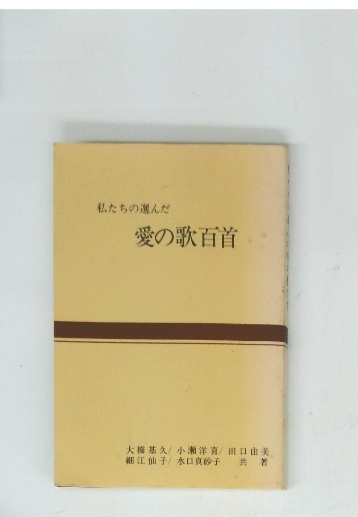 私たちの選んだ
愛の歌百首
大橋基久/小瀬洋喜/田口由美
細江仙子/水口真砂子 共著